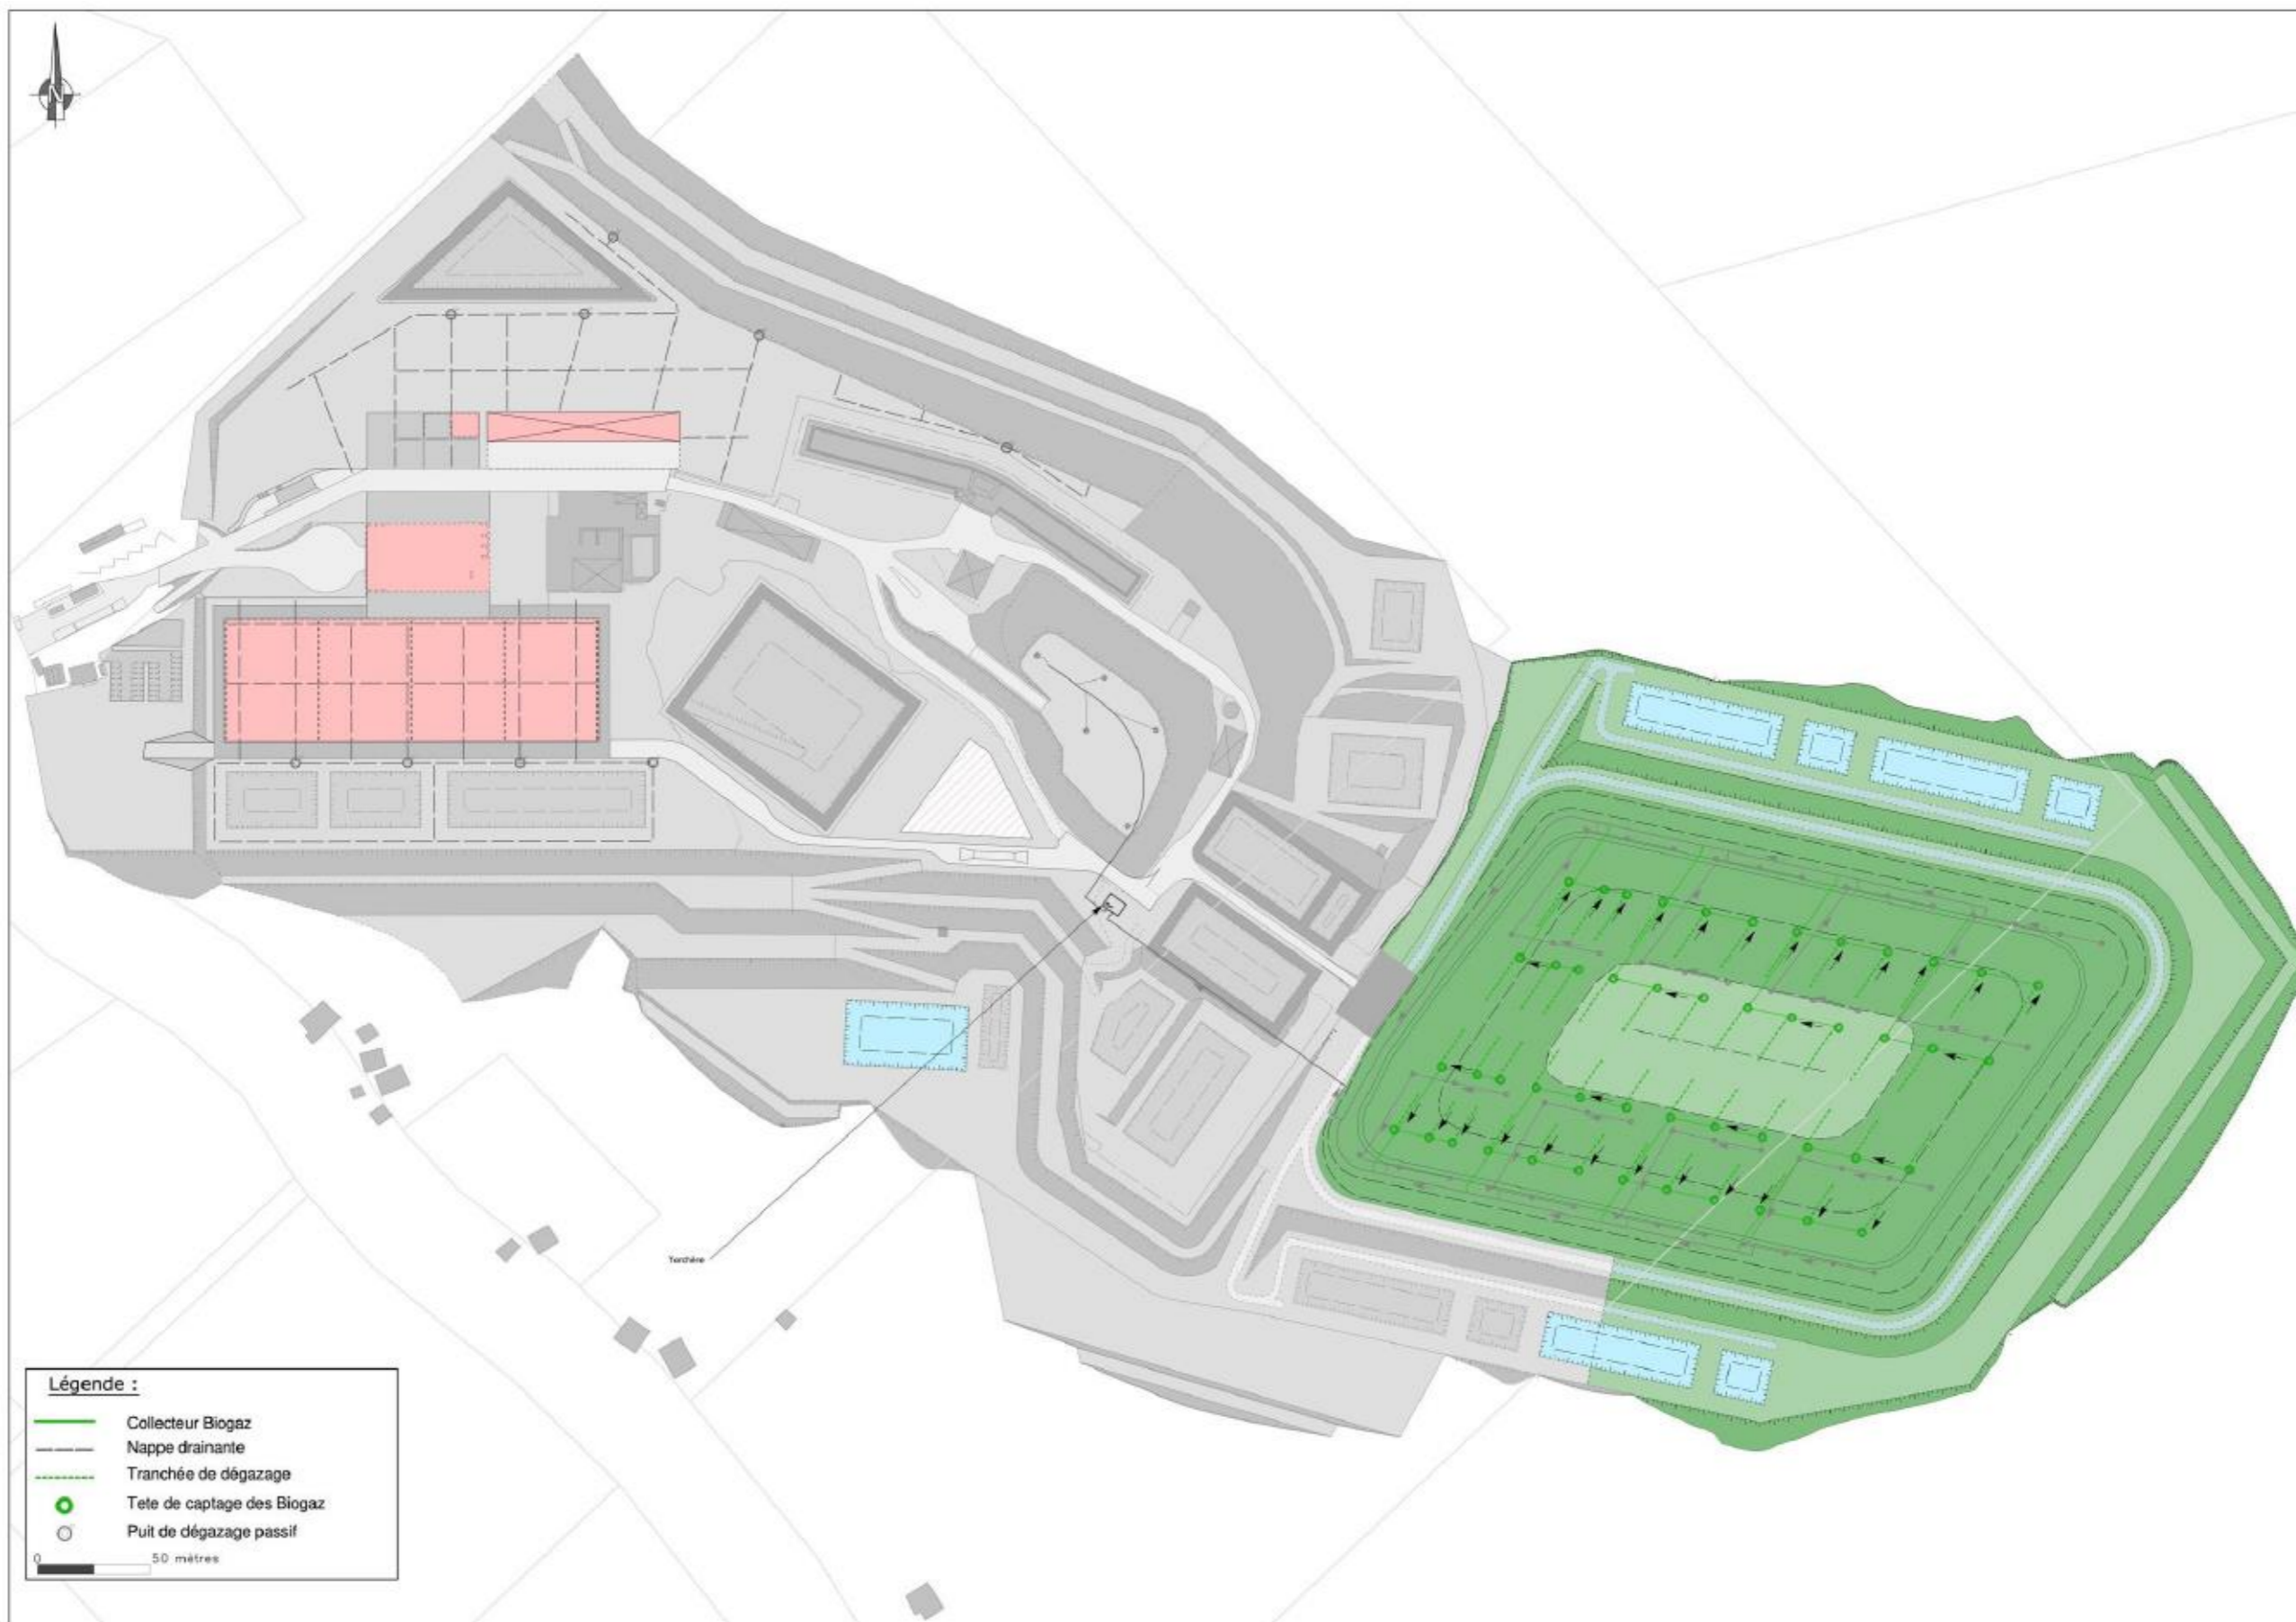 N
Torchère
Légende :
Collecteur Biogaz
Nappe drainante
Tranchée de dégazage
Tete de captage des Biogaz
Puit de dégazage passif
0 50 mètres